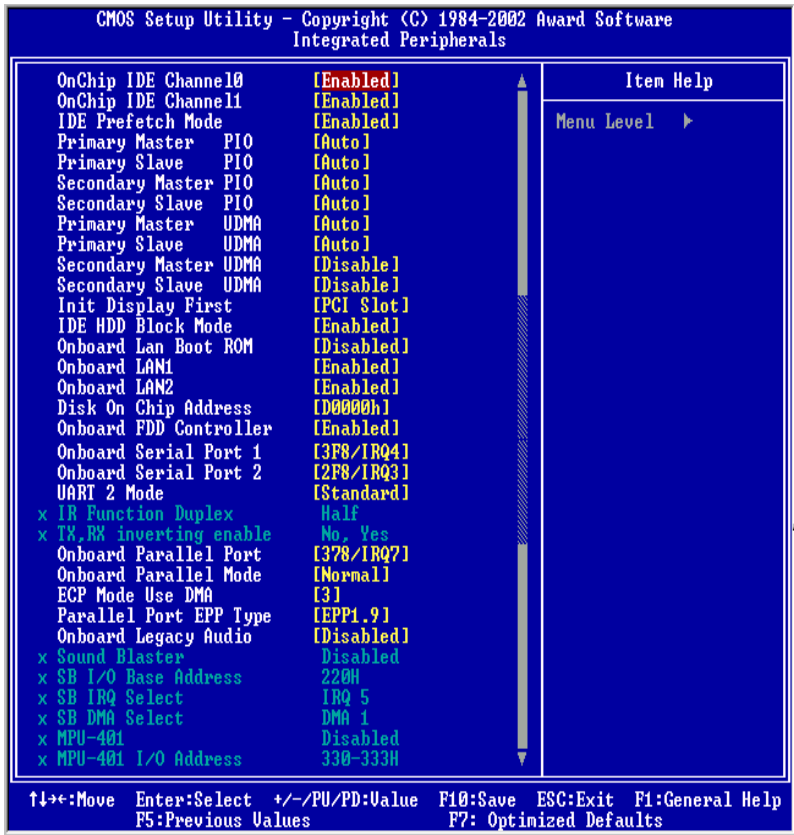 CMOS Setup Utility - Copyright (C) 1984-2002 Award Software
Integrated Peripherals
OnChip IDE Channel0 [Enabled] Item Help
OnChip IDE Channel1 [Enabled]
IDE Prefetch Mode [Enabled] Menu Level
Primary Master PIO [Auto]
Primary Slave PIO [Auto]
Secondary Master PIO [Auto]
Secondary Slave PIO [Auto]
Primary Master UDMA [Auto]
Primary Slave UDMA [Auto]
Secondary Master UDMA [Disable]
Secondary Slave UDMA [Disable]
Init Display First [PCI Slot]
IDE HDD Block Mode [Enabled]
Onboard Lan Boot ROM [Disabled]
Onboard LAN1 [Enabled]
Onboard LAN2 [Enabled]
Disk On Chip Address [D0000h]
Onboard FDD Controller [Enabled]
Onboard Serial Port 1 [3F8/IRQ4]
Onboard Serial Port 2 [2F8/IRQ3]
UART 2 Mode [Standard]
x IR Function Duplex Half
x TX,RX inverting enable No, Yes
Onboard Parallel Port [378/IRQ7]
Onboard Parallel Mode [Normal]
ECP Mode Use DMA [3]
Parallel Port EPP Type [EPP1.9]
Onboard Legacy Audio [Disabled]
x Sound Blaster Disabled
x SB I/O Base Address 220H
x SB IRQ Select IRQ 5
x SB DMA Select DMA 1
x MPU-401 Disabled
x MPU-401 I/O Address 330-333H
↑↓→←:Move Enter:Select +/-/PU/PD:Value F10:Save ESC:Exit F1:General Help
F5:Previous Values F7: Optimized Defaults